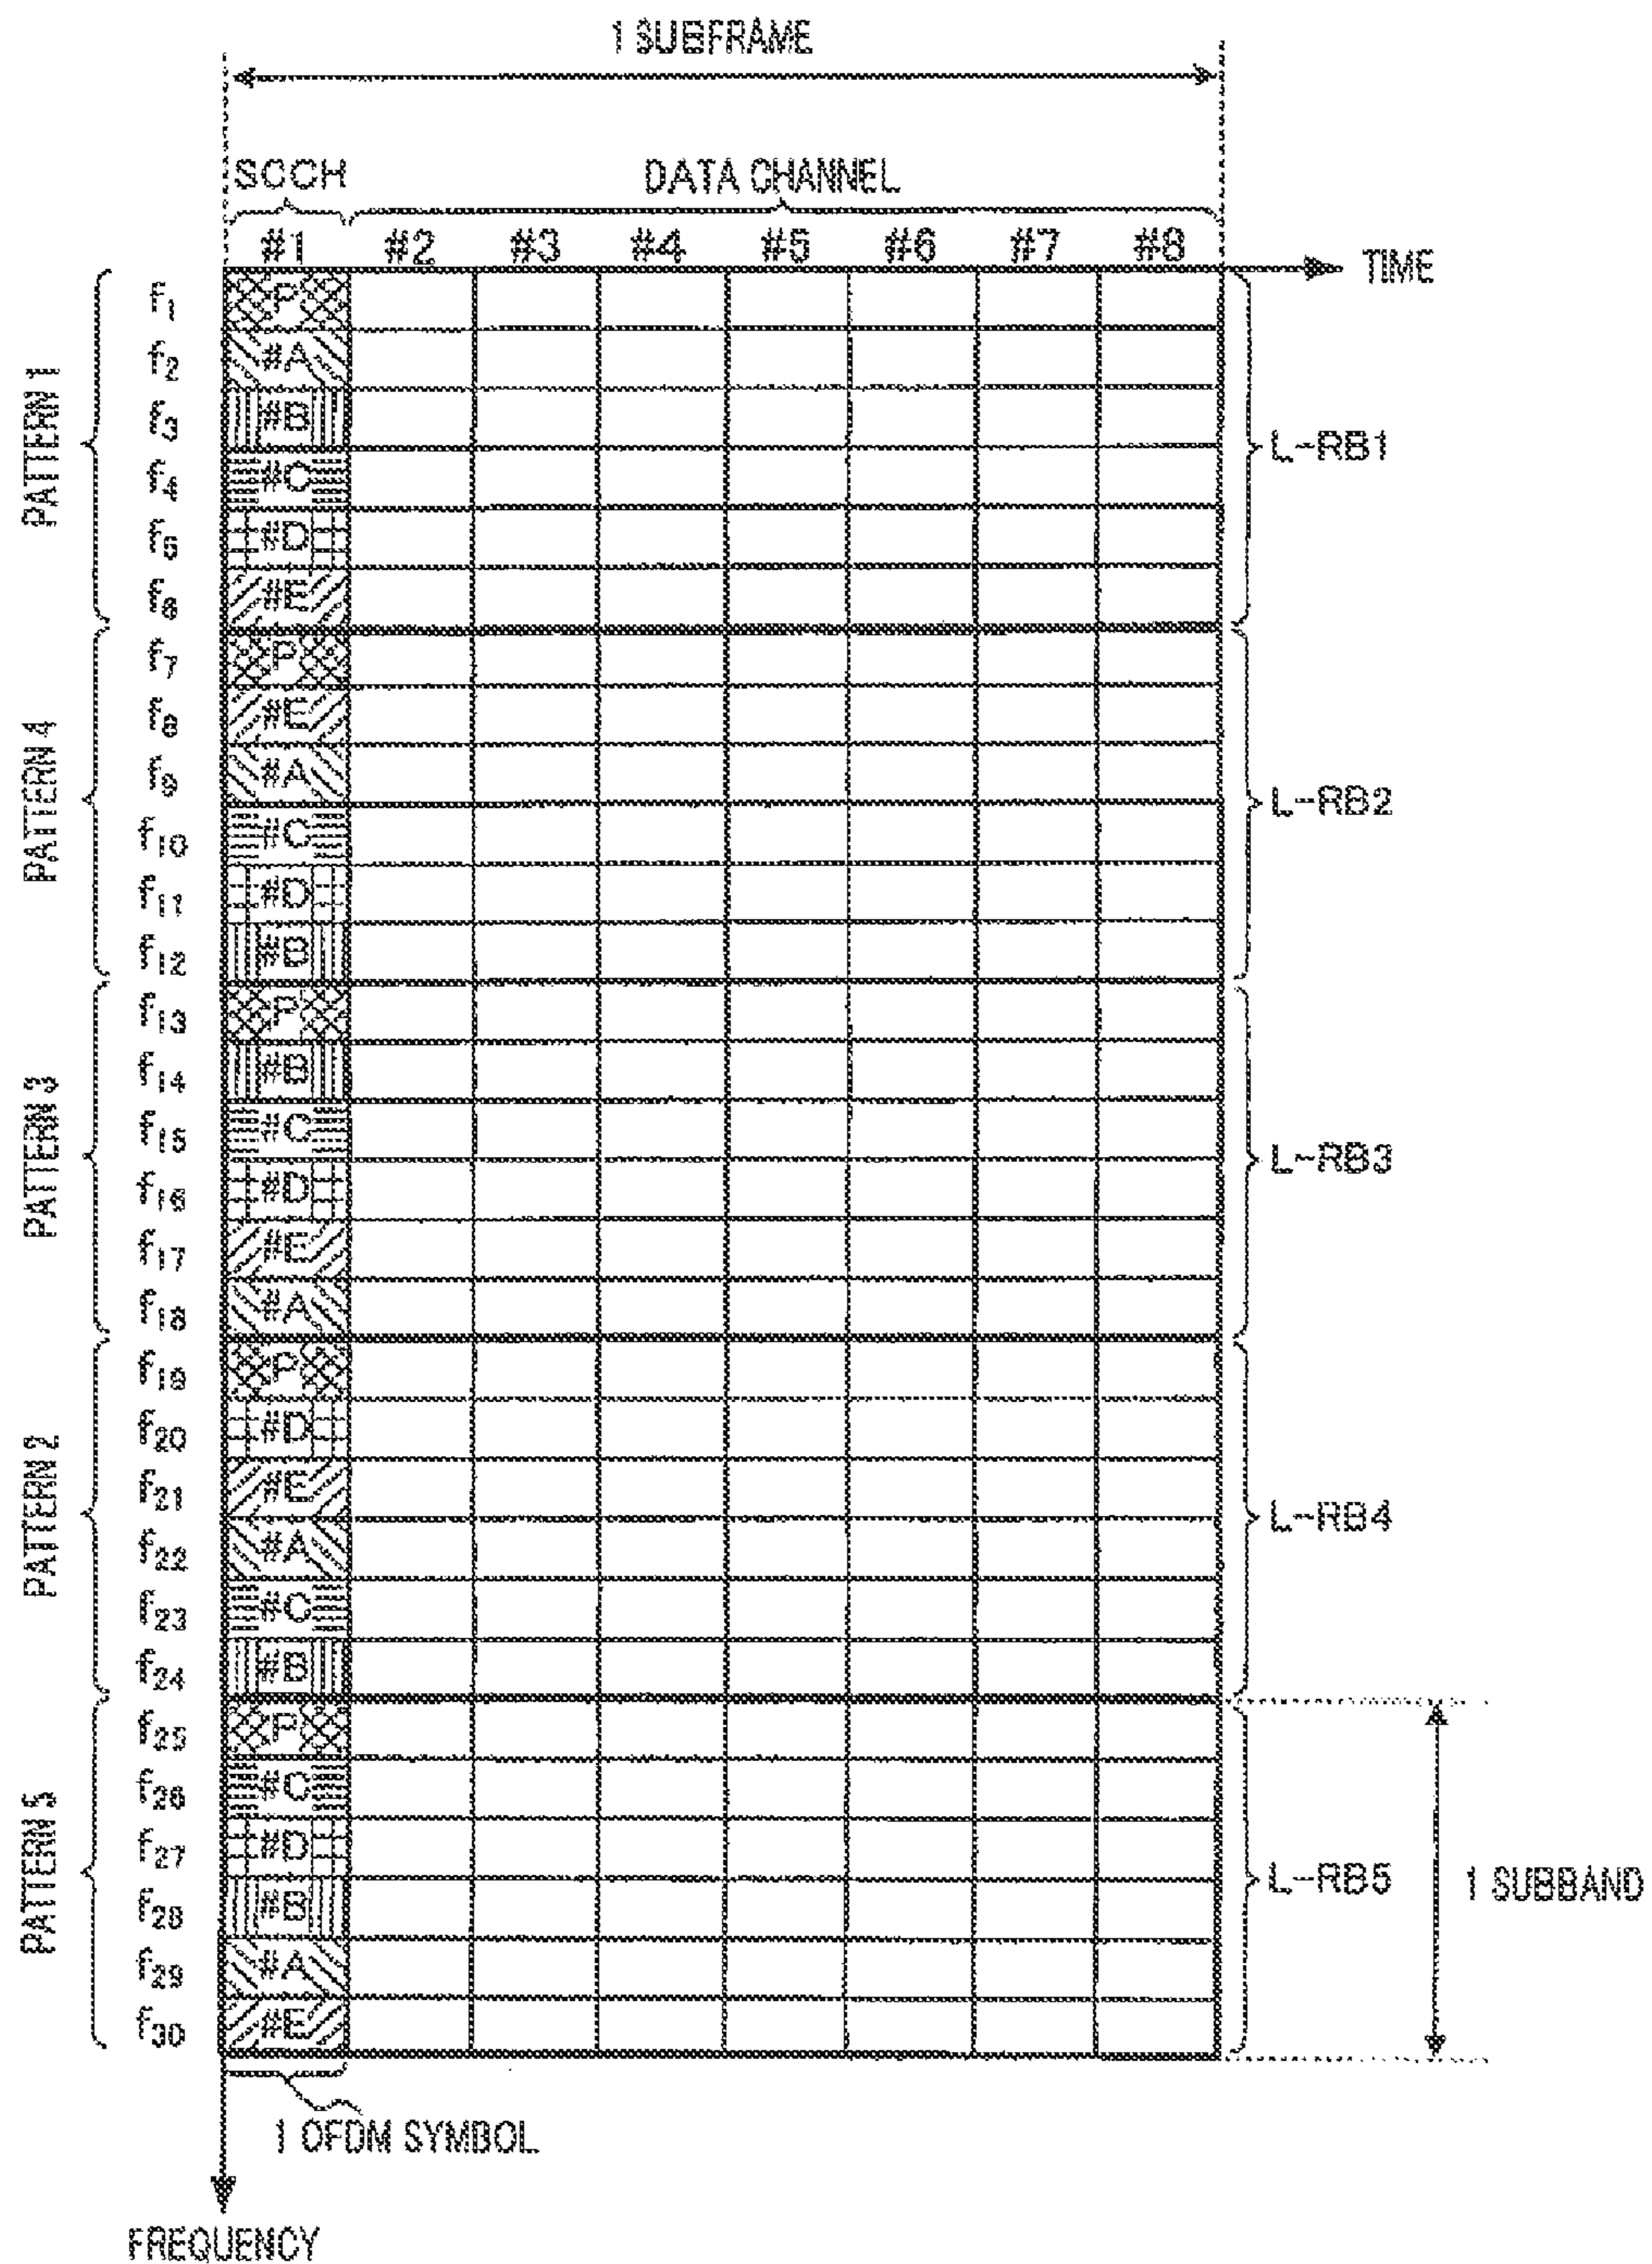 1 SUBFRAME
SCCH DATA CHANNEL
#1 #2 #3 #4 #5 #6 #7 #8 TIME
PATTERN 1
f1 P
f2 #A
f3 #B
f4 #C
f5 #D
f6 #E
L-RB1
PATTERN 4
f7 P
f8 #E
f9 #A
f10 #C
f11 #D
f12 #B
L-RB2
PATTERN 3
f13 P
f14 #B
f15 #C
f16 #D
f17 #E
f18 #A
L-RB3
PATTERN 2
f19 P
f20 #D
f21 #E
f22 #A
f23 #C
f24 #B
L-RB4
PATTERN 5
f25 P
f26 #C
f27 #D
f28 #B
f29 #A
f30 #E
L-RB5
1 SUBBAND
1 OFDM SYMBOL
FREQUENCY